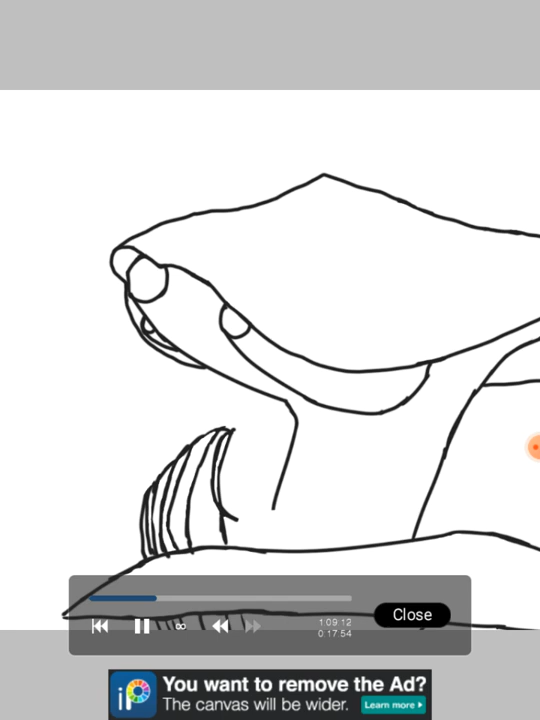 Close
1:09.12
0:17.54
iP
You want to remove the Ad?
The canvas will be wider.
Learn more